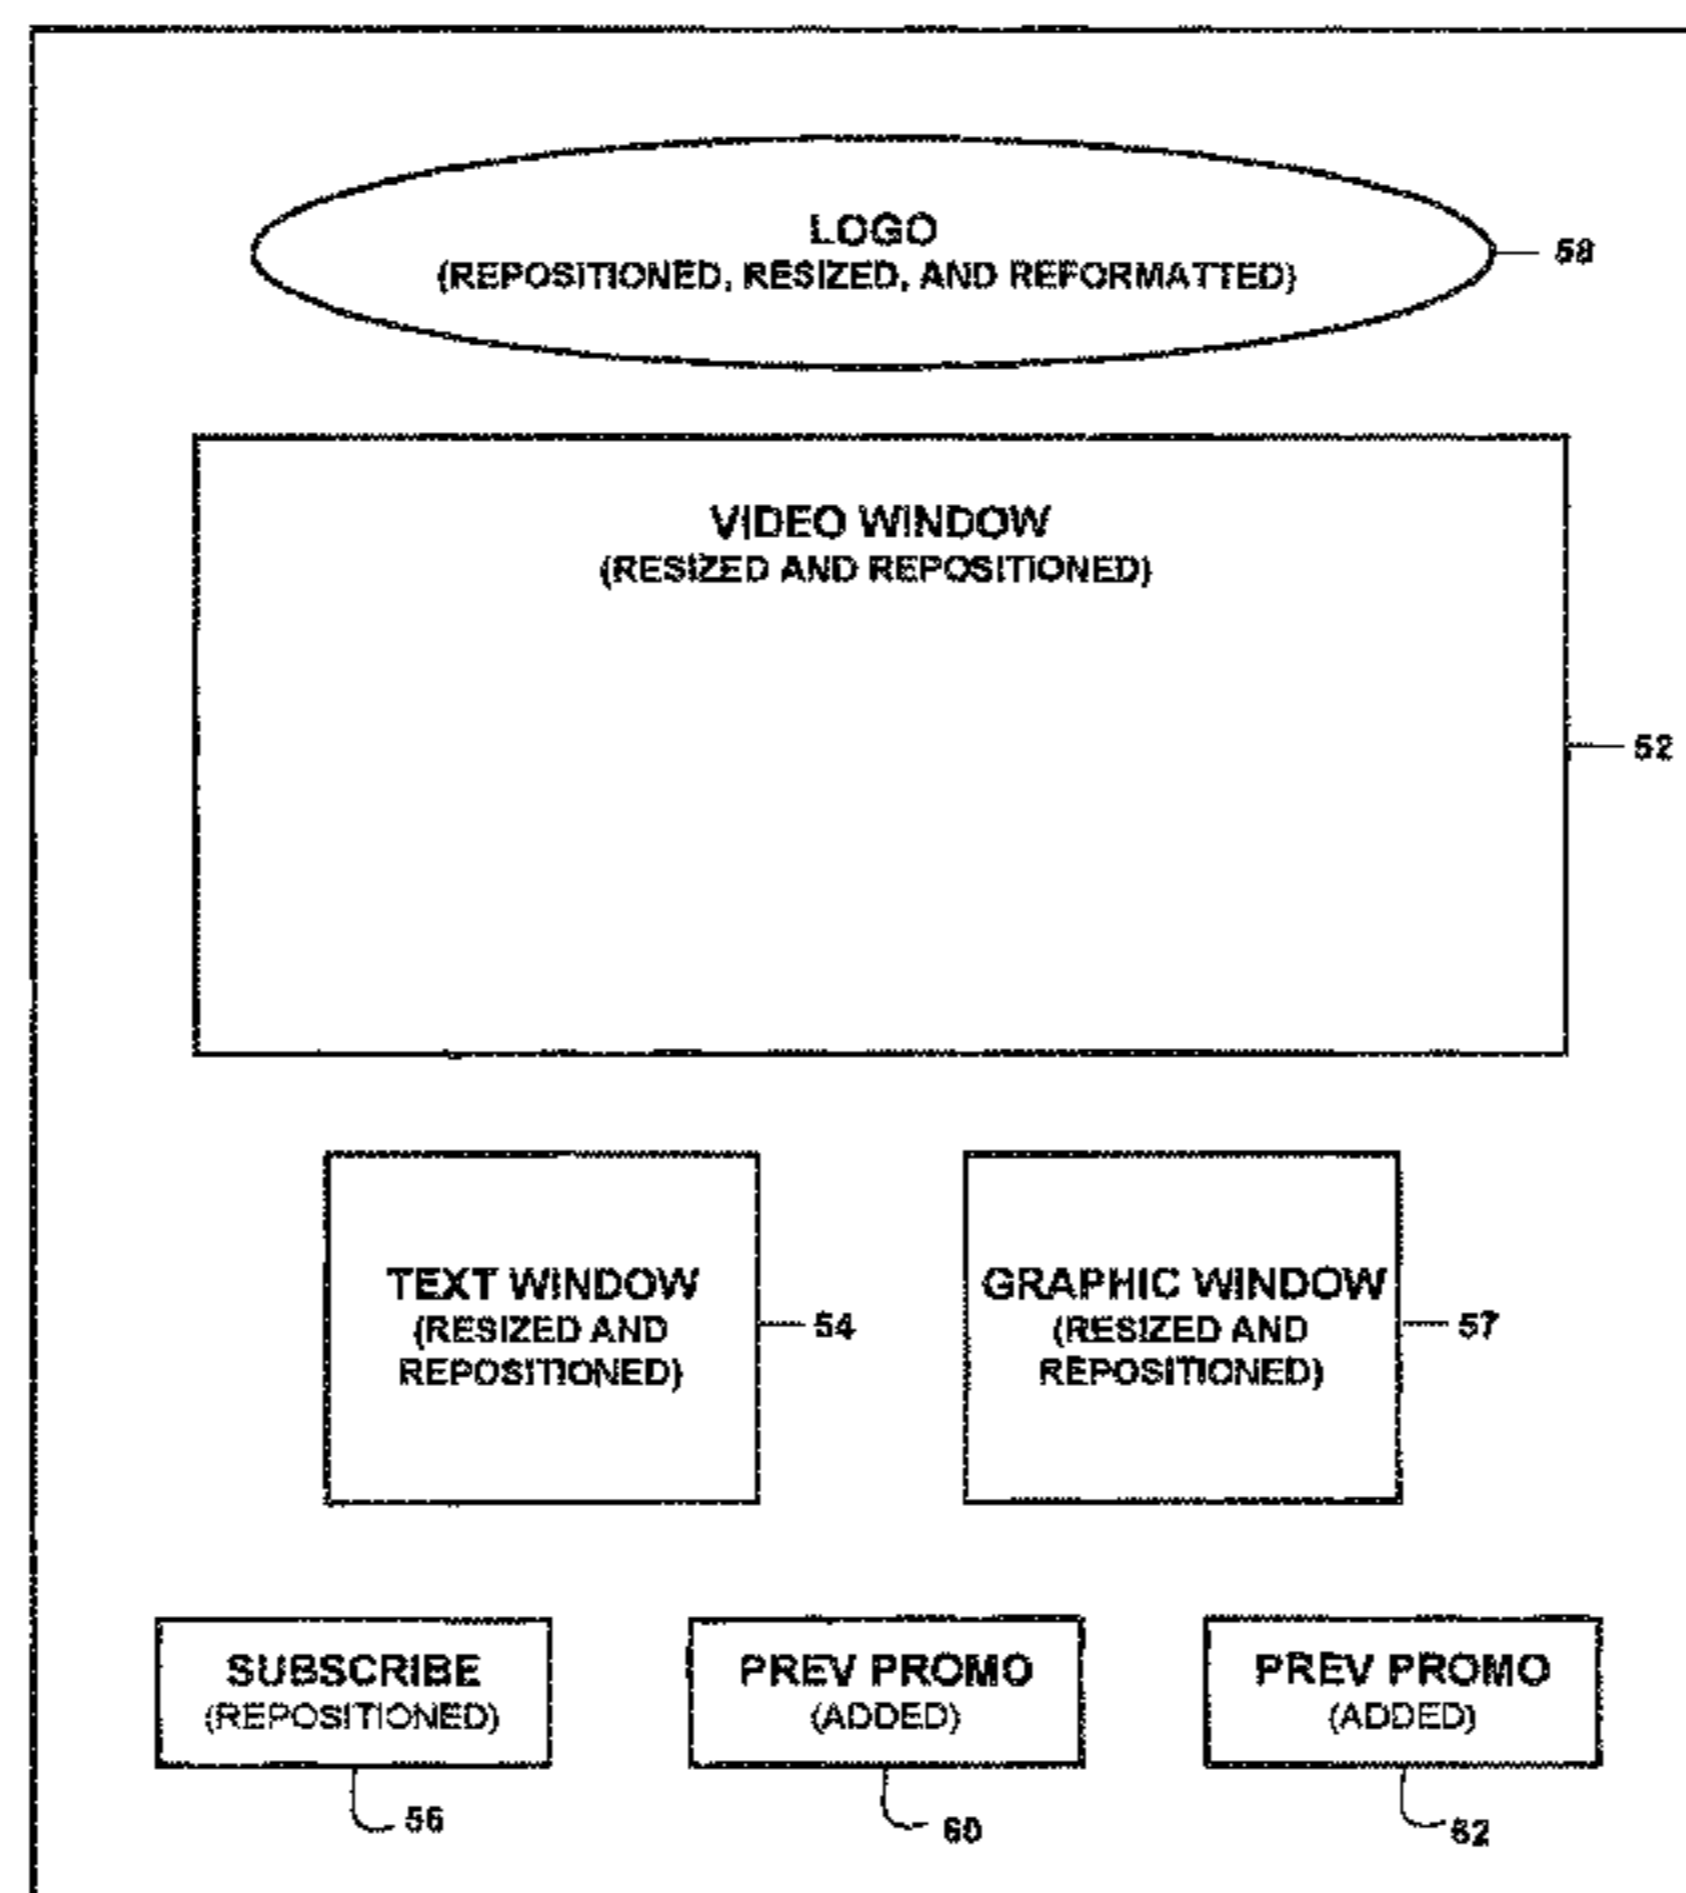 LOGO
(REPOSITIONED, RESIZED, AND REFORMATTED)
58
VIDEO WINDOW
(RESIZED AND REPOSITIONED)
52
TEXT WINDOW
(RESIZED AND
REPOSITIONED)
54
GRAPHIC WINDOW
(RESIZED AND
REPOSITIONED)
57
SUBSCRIBE
(REPOSITIONED)
56
PREV PROMO
(ADDED)
60
PREV PROMO
(ADDED)
62